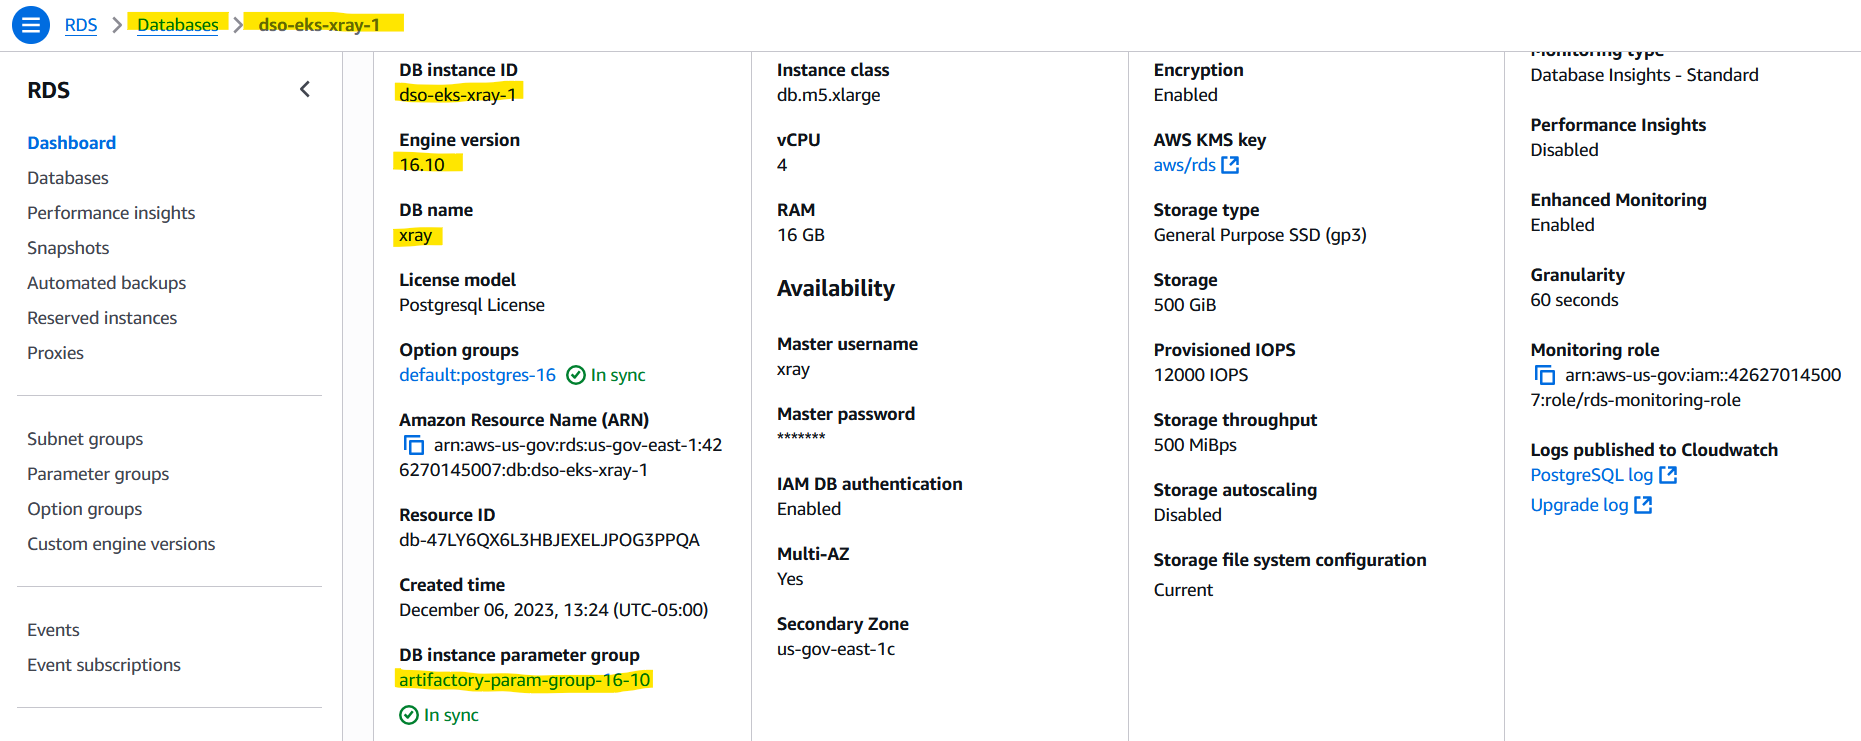 RDS > Databases > dso-eks-xray-1
RDS
Dashboard
Databases
Performance insights
Snapshots
Automated backups
Reserved instances
Proxies
Subnet groups
Parameter groups
Option groups
Custom engine versions
Events
Event subscriptions
DB instance ID
dso-eks-xray-1
Engine version
16.10
DB name
xray
License model
Postgresql License
Option groups
default:postgres-16 In sync
Amazon Resource Name (ARN)
arn:aws-us-gov:rds:us-gov-east-1:42
6270145007:db:dso-eks-xray-1
Resource ID
db-47LY6QX6L3HBJEXELJPOG3PPQA
Created time
December 06, 2023, 13:24 (UTC-05:00)
DB instance parameter group
artifactory-param-group-16-10
In sync
Instance class
db.m5.xlarge
vCPU
4
RAM
16 GB
Availability
Master username
xray
Master password
*******
IAM DB authentication
Enabled
Multi-AZ
Yes
Secondary Zone
us-gov-east-1c
Encryption
Enabled
AWS KMS key
aws/rds
Storage type
General Purpose SSD (gp3)
Storage
500 GiB
Provisioned IOPS
12000 IOPS
Storage throughput
500 MiBps
Storage autoscaling
Disabled
Storage file system configuration
Current
Monitoring type
Database Insights - Standard
Performance Insights
Disabled
Enhanced Monitoring
Enabled
Granularity
60 seconds
Monitoring role
arn:aws-us-gov:iam::42627014500
7:role/rds-monitoring-role
Logs published to Cloudwatch
PostgreSQL log
Upgrade log